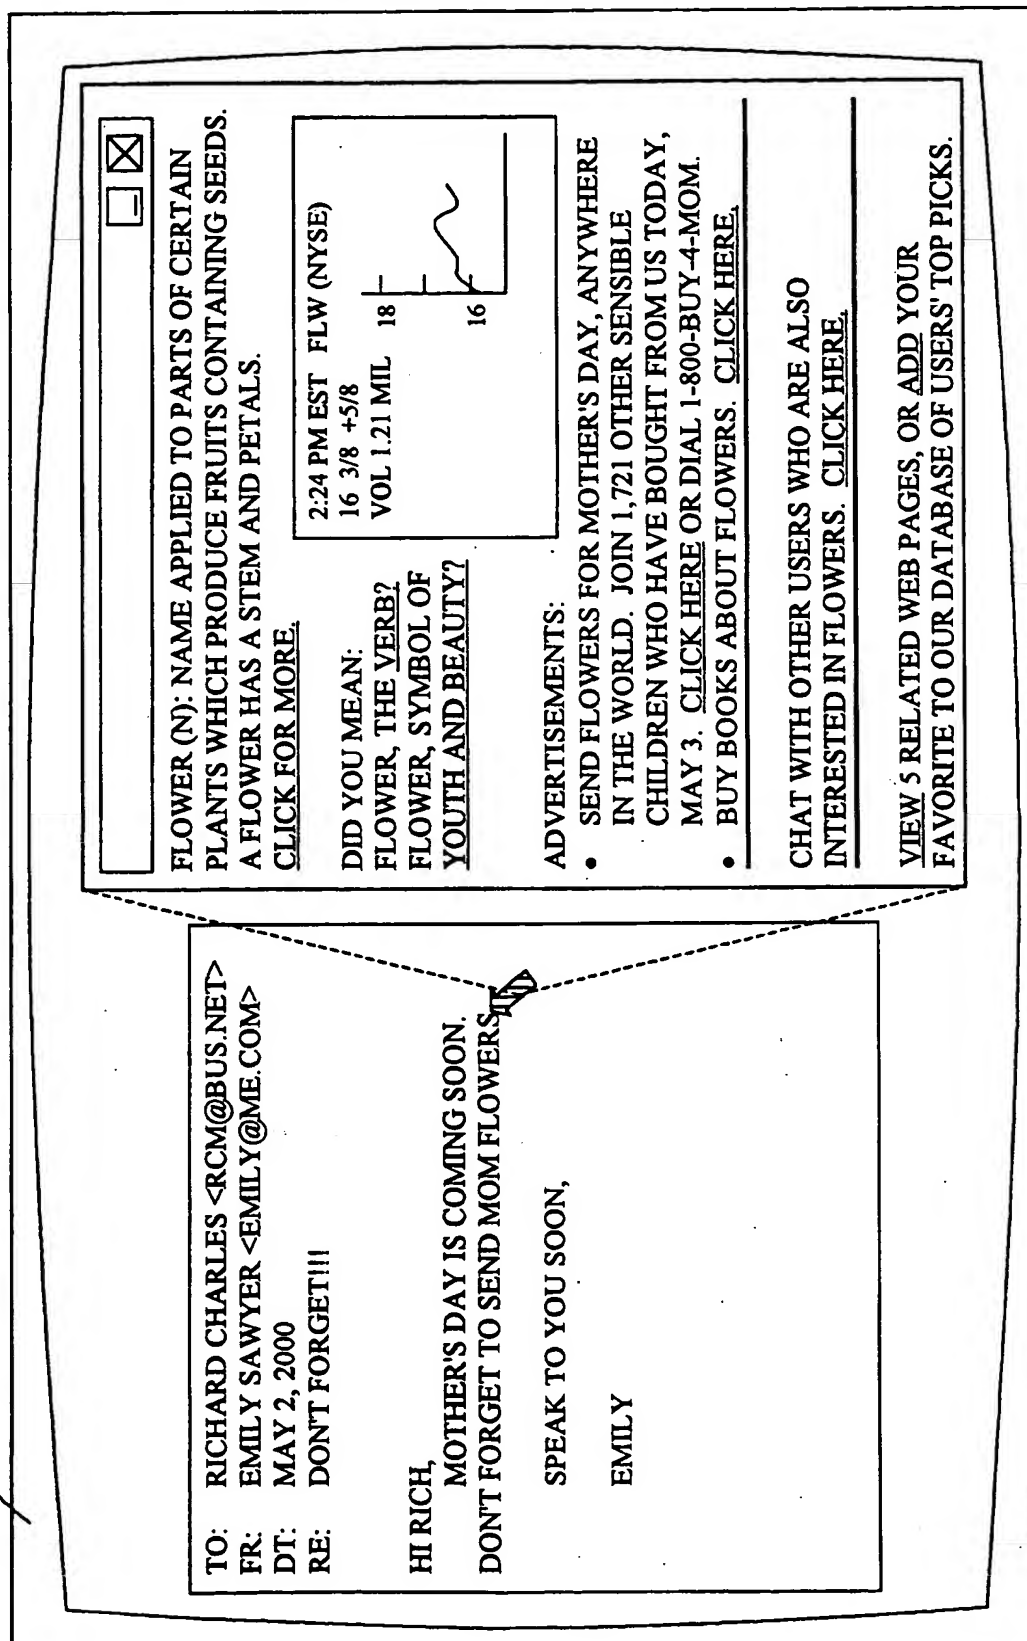 TO: RICHARD CHARLES <RCM@BUS.NET>
FR: EMILY SAWYER <EMILY@ME.COM>
DT: MAY 2, 2000
RE: DON'T FORGET!!!
HI RICH,
MOTHER'S DAY IS COMING SOON.
DON'T FORGET TO SEND MOM FLOWERS
SPEAK TO YOU SOON,
EMILY
FLOWER (N): NAME APPLIED TO PARTS OF CERTAIN
PLANTS WHICH PRODUCE FRUITS CONTAINING SEEDS.
A FLOWER HAS A STEM AND PETALS.
CLICK FOR MORE.
DID YOU MEAN:
FLOWER, THE VERB?
FLOWER, SYMBOL OF
YOUTH AND BEAUTY?
2:24 PM EST FLW (NYSE)
16 3/8 +5/8
VOL 1.21 MIL
18
16
ADVERTISEMENTS:
• SEND FLOWERS FOR MOTHER'S DAY, ANYWHERE
IN THE WORLD. JOIN 1,721 OTHER SENSIBLE
CHILDREN WHO HAVE BOUGHT FROM US TODAY,
MAY 3. CLICK HERE OR DIAL 1-800-BUY-4-MOM.
• BUY BOOKS ABOUT FLOWERS. CLICK HERE.
CHAT WITH OTHER USERS WHO ARE ALSO
INTERESTED IN FLOWERS. CLICK HERE.
VIEW 5 RELATED WEB PAGES, OR ADD YOUR
FAVORITE TO OUR DATABASE OF USERS' TOP PICKS.